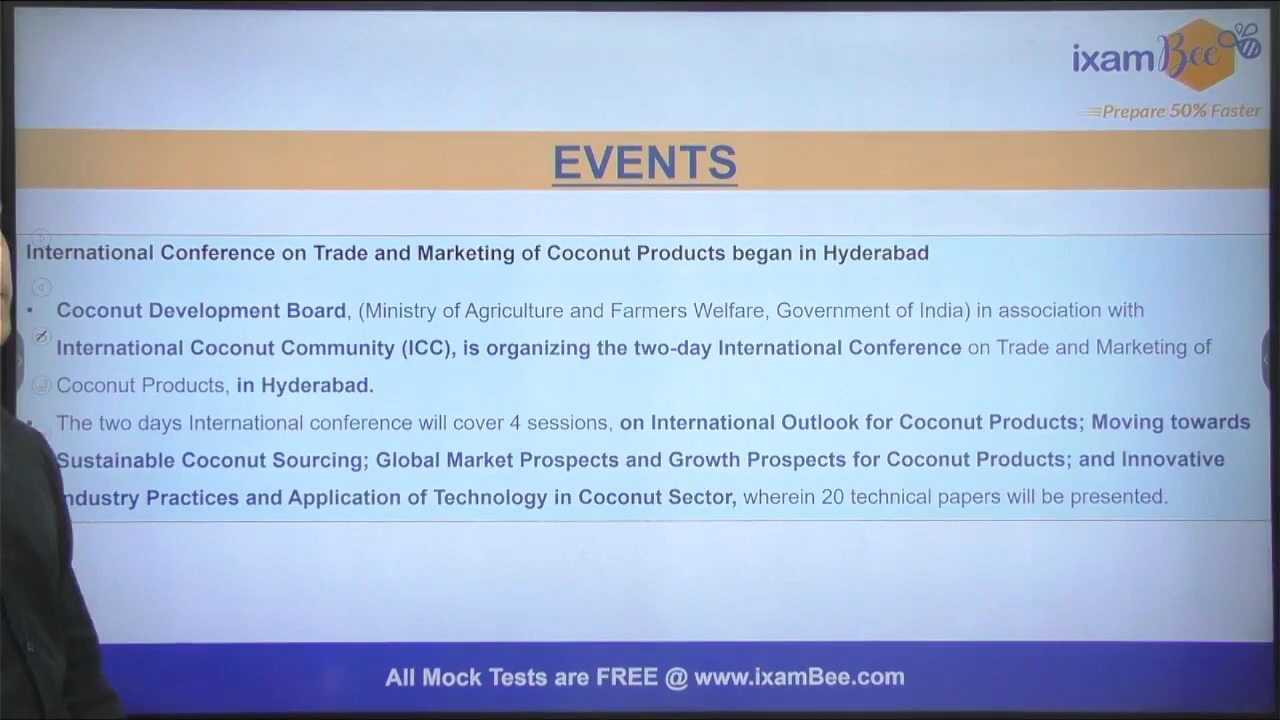 ixamBee
Prepare 50% Faster
EVENTS
International Conference on Trade and Marketing of Coconut Products began in Hyderabad
• Coconut Development Board, (Ministry of Agriculture and Farmers Welfare, Government of India) in association with
International Coconut Community (ICC), is organizing the two-day International Conference on Trade and Marketing of
Coconut Products, in Hyderabad.
• The two days International conference will cover 4 sessions, on International Outlook for Coconut Products; Moving towards
Sustainable Coconut Sourcing; Global Market Prospects and Growth Prospects for Coconut Products; and Innovative
Industry Practices and Application of Technology in Coconut Sector, wherein 20 technical papers will be presented.
All Mock Tests are FREE @ www.ixamBee.com